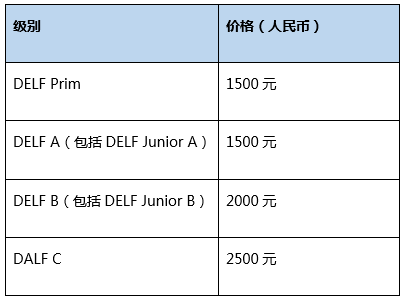 级别 价格（人民币）
DELF Prim 1500 元
DELF A（包括 DELF Junior A） 1500 元
DELF B（包括 DELF Junior B） 2000 元
DALF C 2500 元